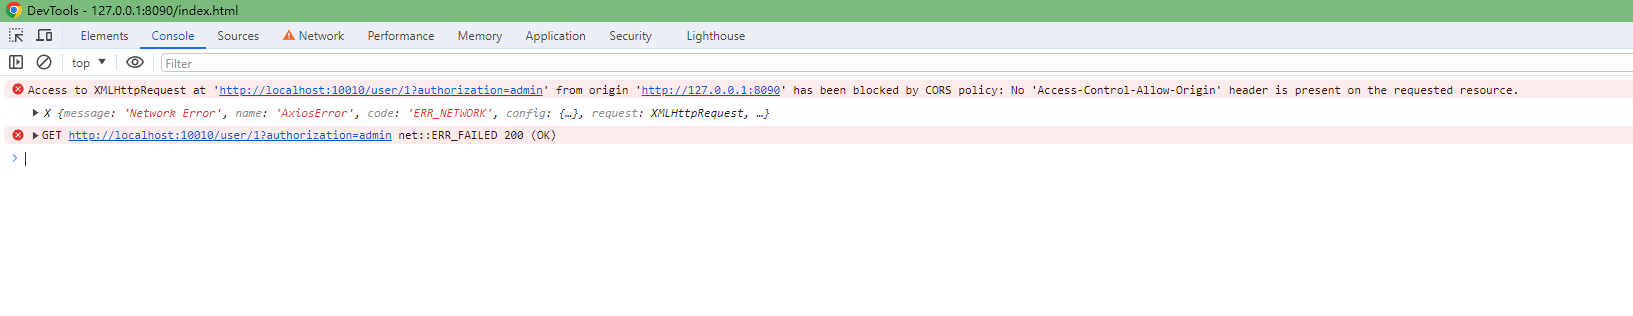 DevTools - 127.0.0.1:8090/index.html
Elements Console Sources Network Performance Memory Application Security Lighthouse
top Filter
Access to XMLHttpRequest at 'http://localhost:10010/user/1?authorization=admin' from origin 'http://127.0.0.1:8090' has been blocked by CORS policy: No 'Access-Control-Allow-Origin' header is present on the requested resource.
X {message: 'Network Error', name: 'AxiosError', code: 'ERR_NETWORK', config: {…}, request: XMLHttpRequest, …}
GET http://localhost:10010/user/1?authorization=admin net::ERR_FAILED 200 (OK)